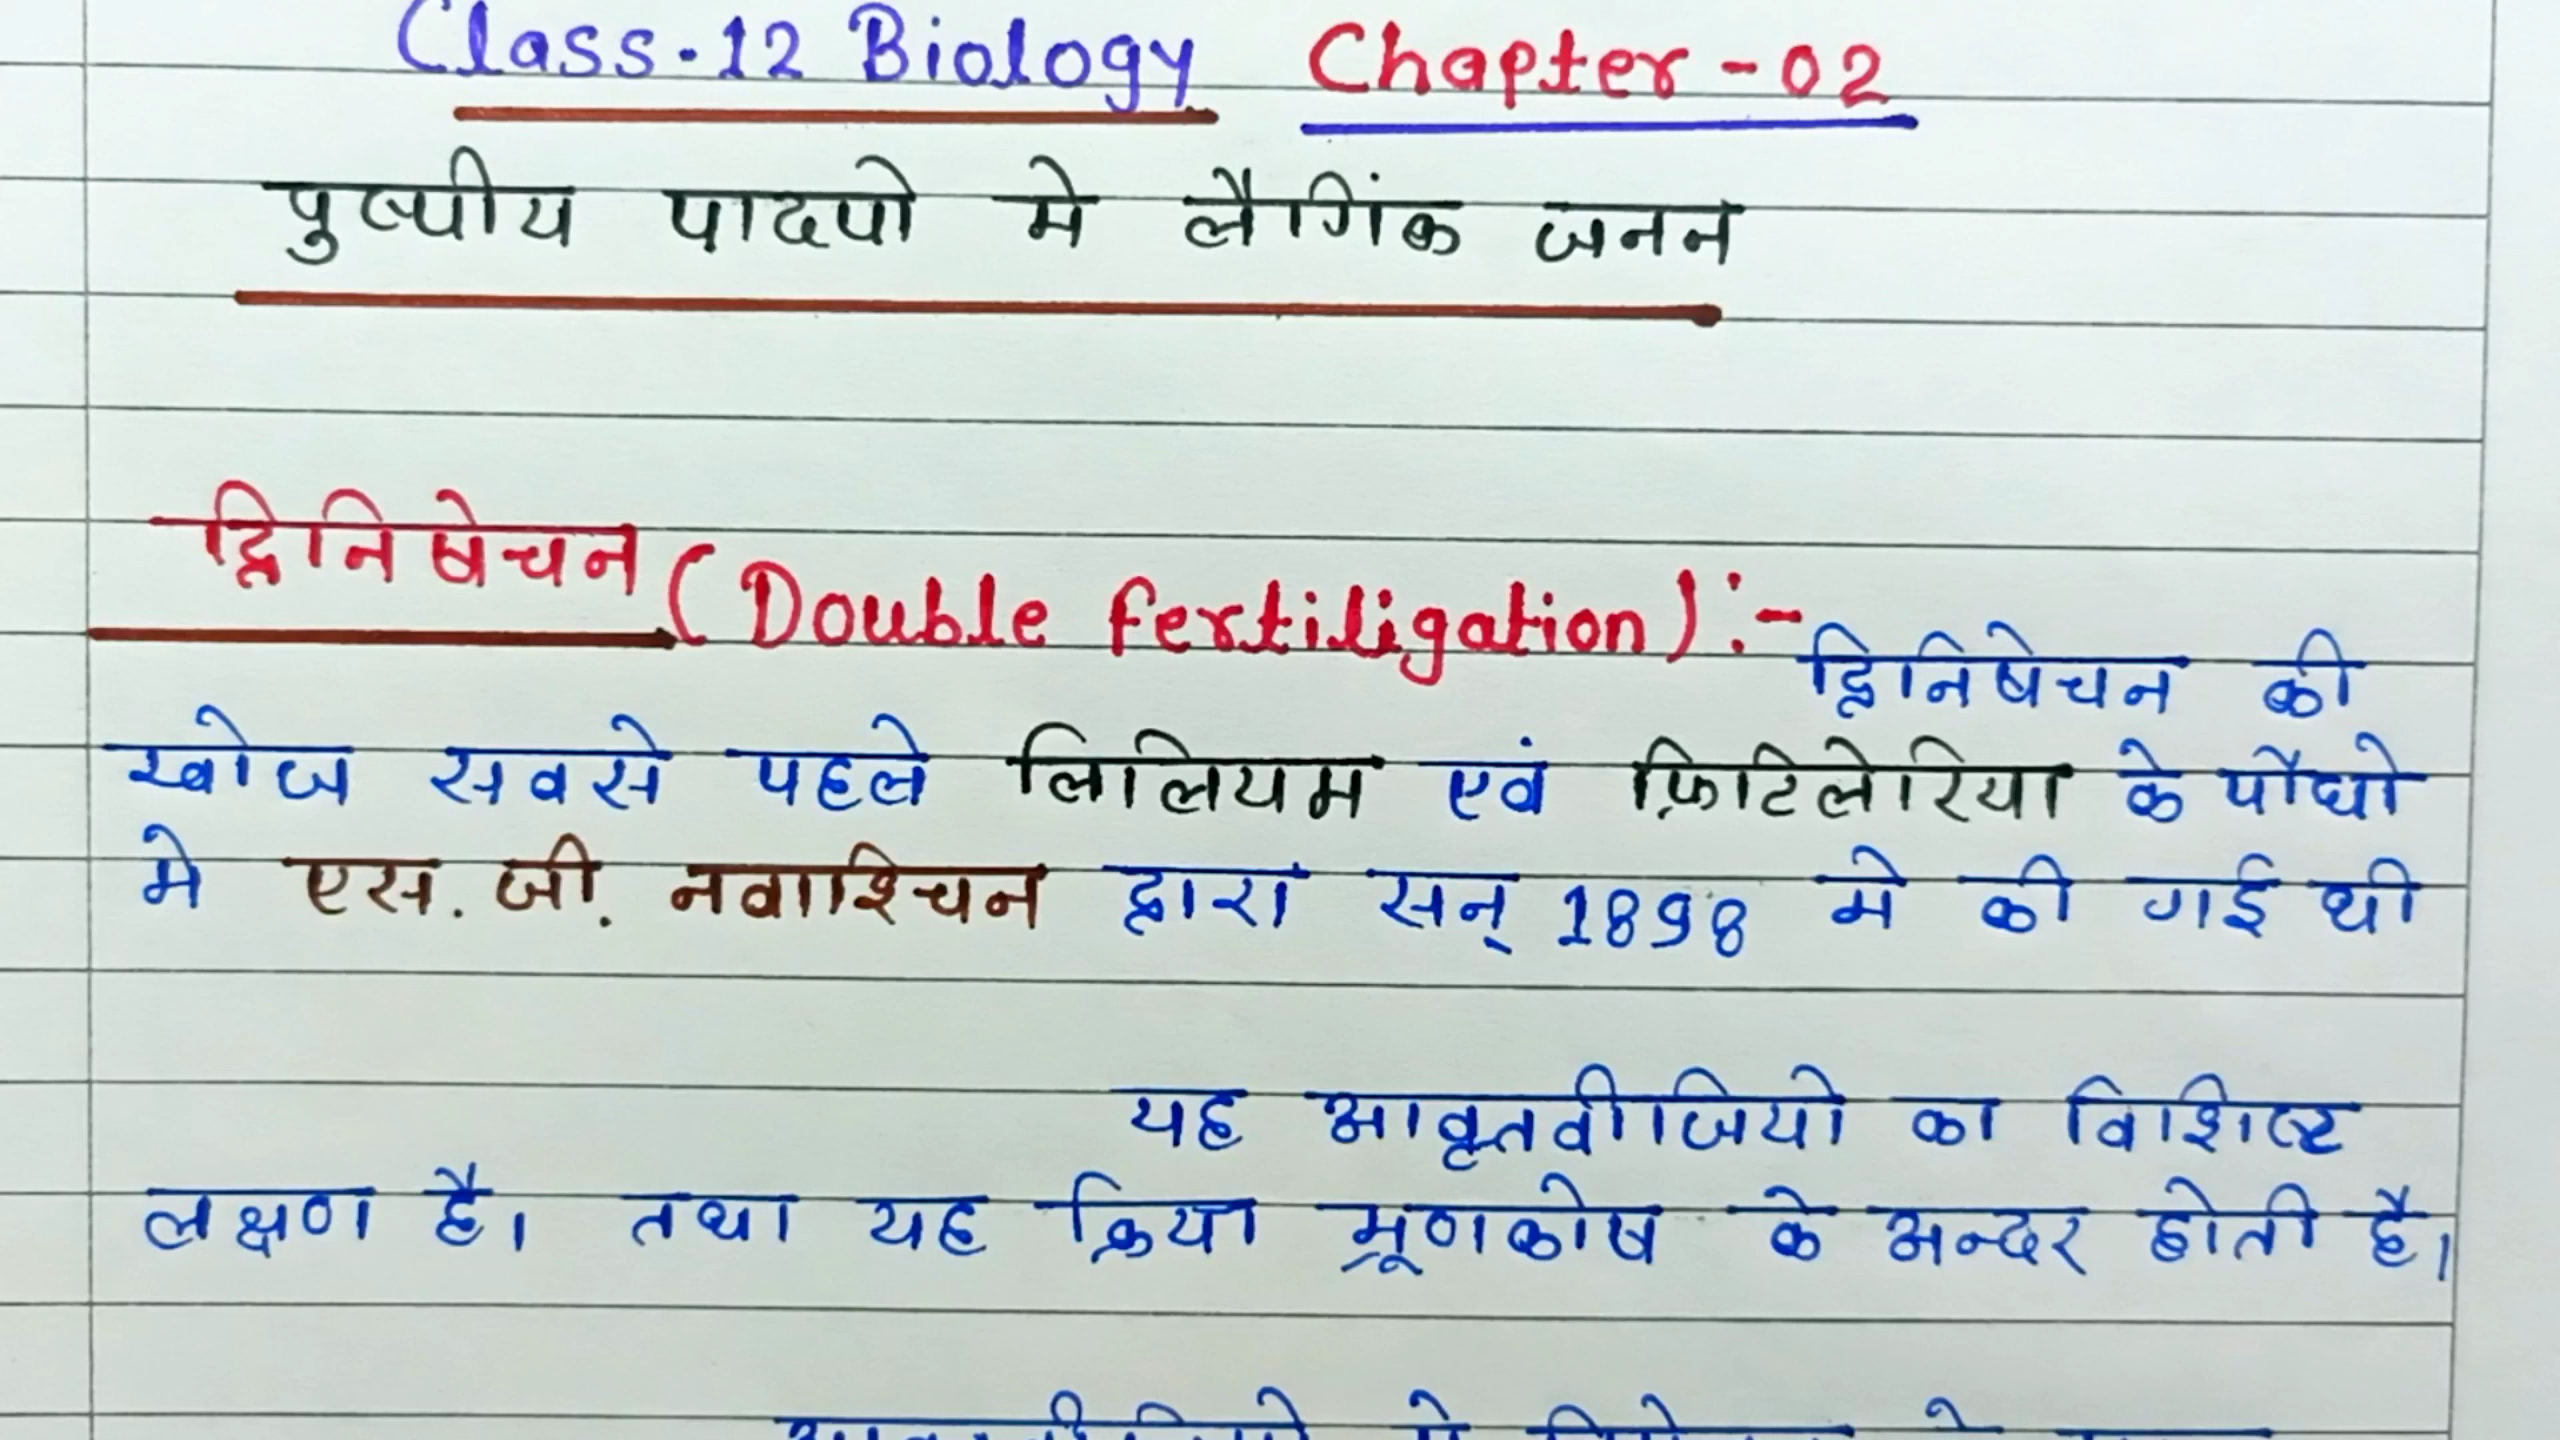 Class-12 Biology Chapter-02
पुष्पीय पादपो मे लैगिंक जनन
द्विनिषेचन (Double fertiligation):-
द्विनिषेचन की
खोज सबसे पहले लिलियम एवं फ्रिटिलेरिया के पौधो
मे एस. जी. नवाश्चिन द्वारा सन् 1898 मे की गई थी
यह आवृतबीजियो का विशिष्ट
लक्षण है। तथा यह क्रिया भ्रूणकोष के अन्दर होती है।